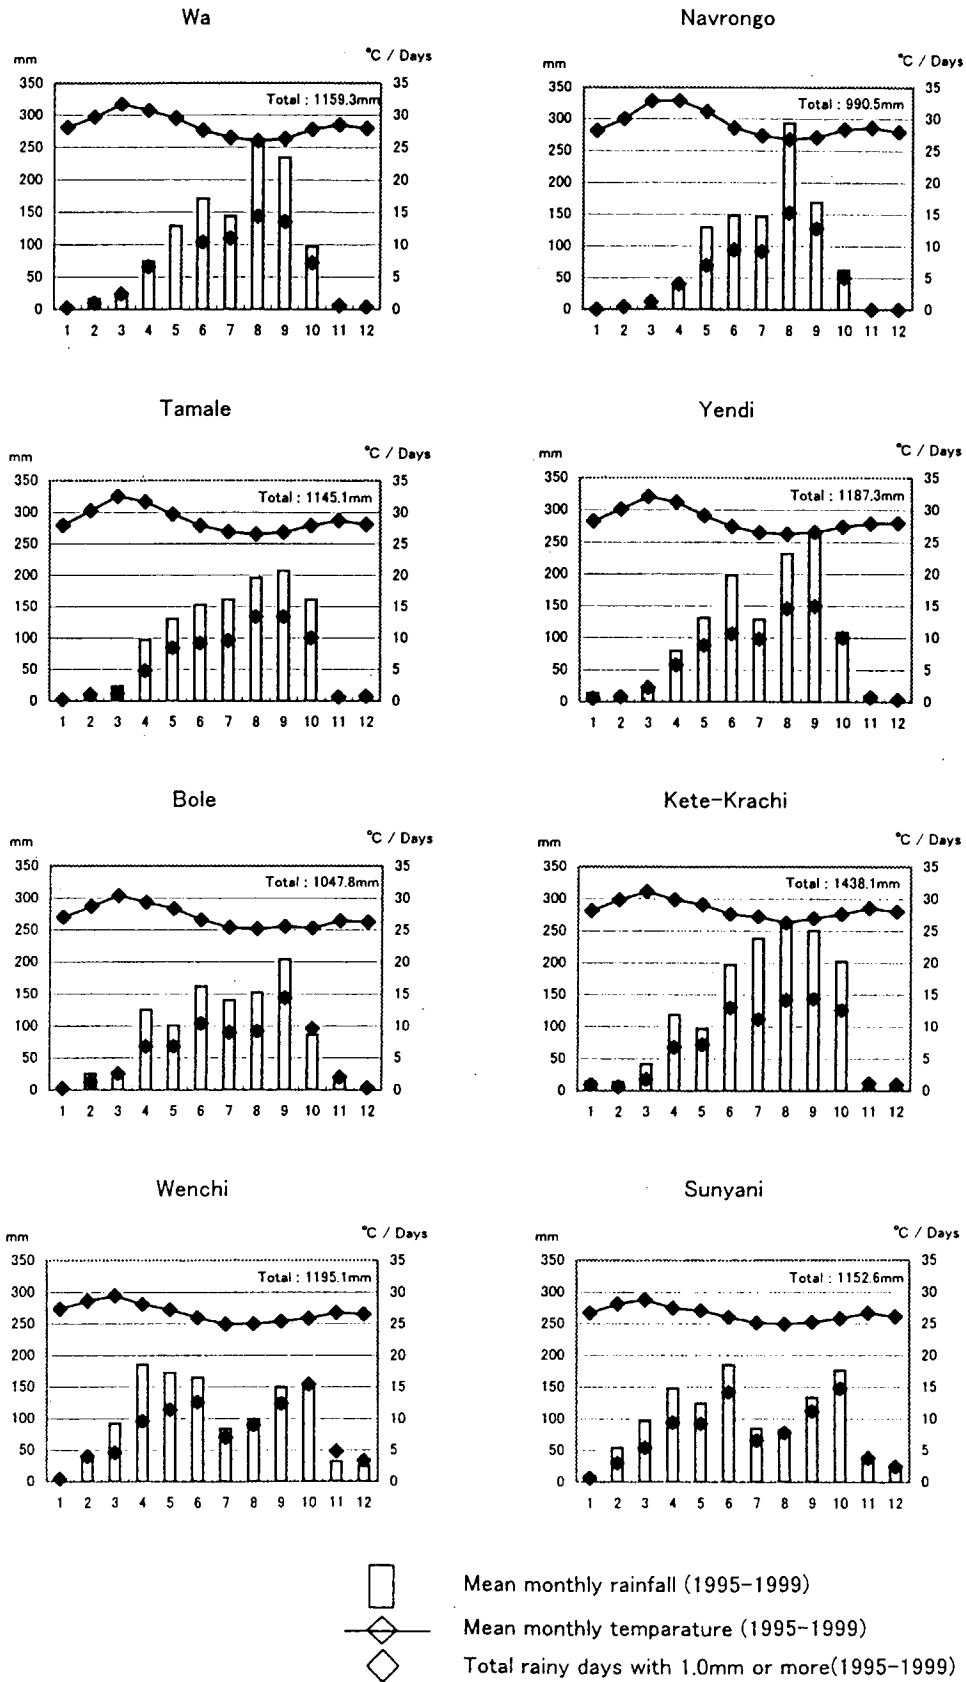 Wa
Navrongo
mm
°C / Days
mm
°C / Days
Total : 1159.3mm
Total : 990.5mm
350
300
250
200
150
100
50
0
35
30
25
20
15
10
5
0
350
300
250
200
150
100
50
0
35
30
25
20
15
10
5
0
1 2 3 4 5 6 7 8 9 10 11 12
1 2 3 4 5 6 7 8 9 10 11 12
Tamale
Yendi
mm
°C / Days
mm
°C / Days
Total : 1145.1mm
Total : 1187.3mm
350
300
250
200
150
100
50
0
35
30
25
20
15
10
5
0
350
300
250
200
150
100
50
0
35
30
25
20
15
10
5
0
1 2 3 4 5 6 7 8 9 10 11 12
1 2 3 4 5 6 7 8 9 10 11 12
Bole
Kete-Krachi
mm
°C / Days
mm
°C / Days
Total : 1047.8mm
Total : 1438.1mm
350
300
250
200
150
100
50
0
35
30
25
20
15
10
5
0
350
300
250
200
150
100
50
0
35
30
25
20
15
10
5
0
1 2 3 4 5 6 7 8 9 10 11 12
1 2 3 4 5 6 7 8 9 10 11 12
Wenchi
Sunyani
mm
°C / Days
mm
°C / Days
Total : 1195.1mm
Total : 1152.6mm
350
300
250
200
150
100
50
0
35
30
25
20
15
10
5
0
350
300
250
200
150
100
50
0
35
30
25
20
15
10
5
0
1 2 3 4 5 6 7 8 9 10 11 12
1 2 3 4 5 6 7 8 9 10 11 12
Mean monthly rainfall (1995-1999)
Mean monthly temparature (1995-1999)
Total rainy days with 1.0mm or more(1995-1999)